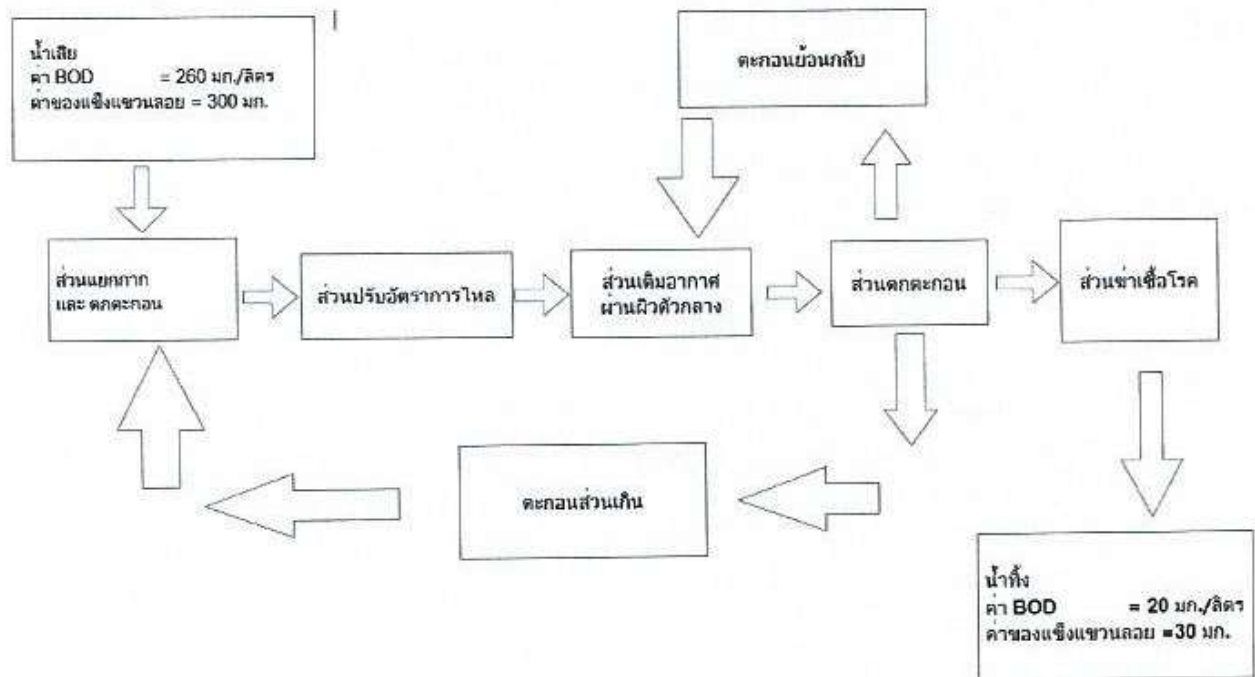 น้ำเสีย
ค่า BOD = 260 มก./ลิตร
ค่าของแข็งแขวนลอย = 300 มก.
ตะกอนย้อนกลับ
ส่วนแยกกาก
และ ตกตะกอน
ส่วนปรับอัตราการไหล
ส่วนเติมอากาศ
ผ่านผิวตัวกลาง
ส่วนตกตะกอน
ส่วนฆ่าเชื้อโรค
ตะกอนส่วนเกิน
น้ำทิ้ง
ค่า BOD = 20 มก./ลิตร
ค่าของแข็งแขวนลอย =30 มก.